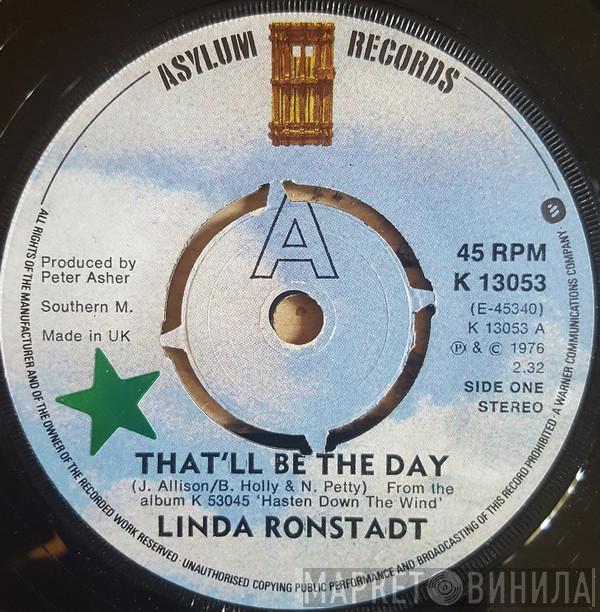 ASYLUM RECORDS
A
Produced by
Peter Asher
Southern M.
Made in UK
45 RPM
K 13053
(E-45340)
K 13053 A
Ⓟ & © 1976
2.32
SIDE ONE
STEREO
THAT'LL BE THE DAY
(J. Allison/B. Holly & N. Petty) From the
album K 53045 'Hasten Down The Wind'
LINDA RONSTADT
ALL RIGHTS OF THE MANUFACTURER AND OF THE OWNER OF THE RECORDED WORK RESERVED · UNAUTHORISED COPYING PUBLIC PERFORMANCE AND BROADCASTING OF THIS RECORD PROHIBITED · A WARNER COMMUNICATIONS COMPANY ·
МАРКЕТ ВИНИЛА